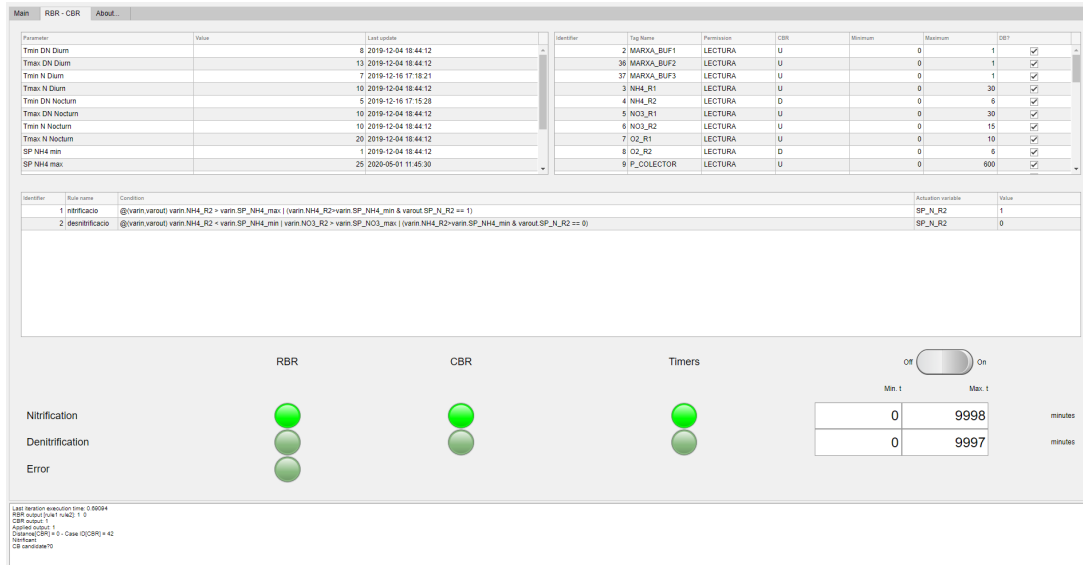 Main RBR - CBR About...
Parameter Value Last update
Tmin DN Diurn 8 2019-12-04 18:44:12
Tmax DN Diurn 13 2019-12-04 18:44:12
Tmin N Diurn 7 2019-12-16 17:18:21
Tmax N Diurn 10 2019-12-04 18:44:12
Tmin DN Nocturn 5 2019-12-16 17:15:28
Tmax DN Nocturn 10 2019-12-04 18:44:12
Tmin N Nocturn 10 2019-12-04 18:44:12
Tmax N Nocturn 20 2019-12-04 18:44:12
SP NH4 min 1 2019-12-04 18:44:12
SP NH4 max 25 2020-05-01 11:45:30
Identifier Tag Name Permission CBR Minimum Maximum DB?
2 MARXA_BUF1 LECTURA U 0 1
36 MARXA_BUF2 LECTURA U 0 1
37 MARXA_BUF3 LECTURA U 0 1
3 NH4_R1 LECTURA U 0 30
4 NH4_R2 LECTURA D 0 6
5 NO3_R1 LECTURA U 0 30
6 NO3_R2 LECTURA U 0 15
7 O2_R1 LECTURA U 0 10
8 O2_R2 LECTURA D 0 6
9 P_COLECTOR LECTURA U 0 600
Identifier Rule name Condition Actuation variable Value
1 nitrificacio @(varin,varout) varin.NH4_R2 > varin.SP_NH4_max | (varin.NH4_R2>varin.SP_NH4_min & varout.SP_N_R2 == 1) SP_N_R2 1
2 desnitrificacio @(varin,varout) varin.NH4_R2 < varin.SP_NH4_min | varin.NO3_R2 > varin.SP_NO3_max | (varin.NH4_R2>varin.SP_NH4_min & varout.SP_N_R2 == 0) SP_N_R2 0
RBR CBR Timers Off On
Min. t Max. t
Nitrification 0 9998 minutes
Denitrification 0 9997 minutes
Error
Last iteration execution time: 0.69094
RBR output [rule1 rule2]: 1 0
CBR output: 1
Applied output: 1
Distance[CBR] = 0 - Case ID[CBR] = 42
Nitrificant
CB candidate?0